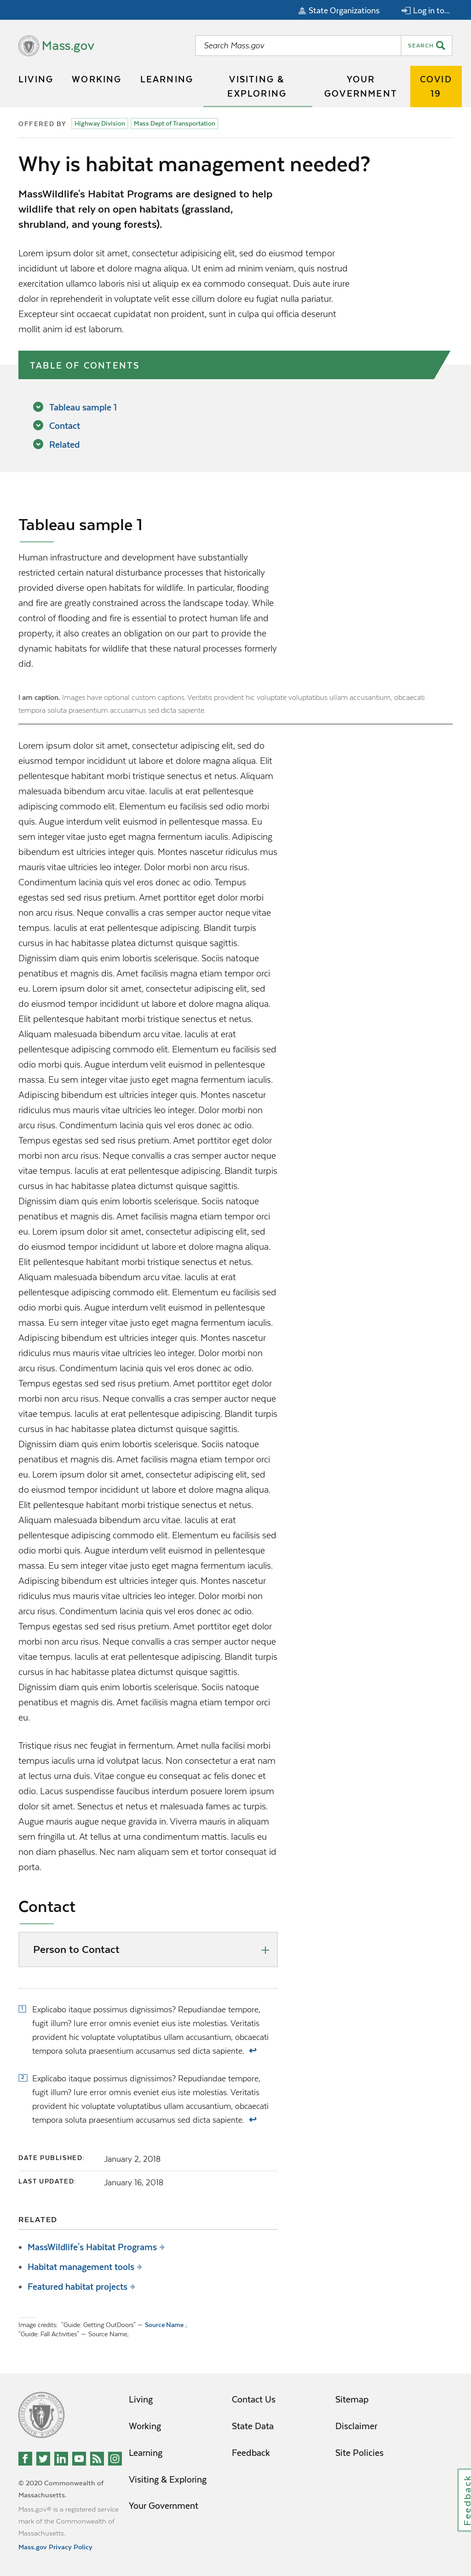 State Organizations
Log in to...
Mass.gov
Search Mass.gov
SEARCH
LIVING
WORKING
LEARNING
VISITING &
EXPLORING
YOUR
GOVERNMENT
COVID
19
OFFERED BY
Highway Division
Mass Dept of Transportation
Why is habitat management needed?
MassWildlife's Habitat Programs are designed to help
wildlife that rely on open habitats (grassland,
shrubland, and young forests).
Lorem ipsum dolor sit amet, consectetur adipisicing elit, sed do eiusmod tempor
incididunt ut labore et dolore magna aliqua. Ut enim ad minim veniam, quis nostrud
exercitation ullamco laboris nisi ut aliquip ex ea commodo consequat. Duis aute irure
dolor in reprehenderit in voluptate velit esse cillum dolore eu fugiat nulla pariatur.
Excepteur sint occaecat cupidatat non proident, sunt in culpa qui officia deserunt
mollit anim id est laborum.
TABLE OF CONTENTS
Tableau sample 1
Contact
Related
Tableau sample 1
Human infrastructure and development have substantially
restricted certain natural disturbance processes that historically
provided diverse open habitats for wildlife. In particular, flooding
and fire are greatly constrained across the landscape today. While
control of flooding and fire is essential to protect human life and
property, it also creates an obligation on our part to provide the
dynamic habitats for wildlife that these natural processes formerly
did.
I am caption. Images have optional custom captions. Veritatis provident hic voluptate voluptatibus ullam accusantium, obcaecati
tempora soluta praesentium accusamus sed dicta sapiente.
Lorem ipsum dolor sit amet, consectetur adipiscing elit, sed do
eiusmod tempor incididunt ut labore et dolore magna aliqua. Elit
pellentesque habitant morbi tristique senectus et netus. Aliquam
malesuada bibendum arcu vitae. Iaculis at erat pellentesque
adipiscing commodo elit. Elementum eu facilisis sed odio morbi
quis. Augue interdum velit euismod in pellentesque massa. Eu
sem integer vitae justo eget magna fermentum iaculis. Adipiscing
bibendum est ultricies integer quis. Montes nascetur ridiculus mus
mauris vitae ultricies leo integer. Dolor morbi non arcu risus.
Condimentum lacinia quis vel eros donec ac odio. Tempus
egestas sed sed risus pretium. Amet porttitor eget dolor morbi
non arcu risus. Neque convallis a cras semper auctor neque vitae
tempus. Iaculis at erat pellentesque adipiscing. Blandit turpis
cursus in hac habitasse platea dictumst quisque sagittis.
Dignissim diam quis enim lobortis scelerisque. Sociis natoque
penatibus et magnis dis. Amet facilisis magna etiam tempor orci
eu. Lorem ipsum dolor sit amet, consectetur adipiscing elit, sed
do eiusmod tempor incididunt ut labore et dolore magna aliqua.
Elit pellentesque habitant morbi tristique senectus et netus.
Aliquam malesuada bibendum arcu vitae. Iaculis at erat
pellentesque adipiscing commodo elit. Elementum eu facilisis sed
odio morbi quis. Augue interdum velit euismod in pellentesque
massa. Eu sem integer vitae justo eget magna fermentum iaculis.
Adipiscing bibendum est ultricies integer quis. Montes nascetur
ridiculus mus mauris vitae ultricies leo integer. Dolor morbi non
arcu risus. Condimentum lacinia quis vel eros donec ac odio.
Tempus egestas sed sed risus pretium. Amet porttitor eget dolor
morbi non arcu risus. Neque convallis a cras semper auctor neque
vitae tempus. Iaculis at erat pellentesque adipiscing. Blandit turpis
cursus in hac habitasse platea dictumst quisque sagittis.
Dignissim diam quis enim lobortis scelerisque. Sociis natoque
penatibus et magnis dis. Amet facilisis magna etiam tempor orci
eu. Lorem ipsum dolor sit amet, consectetur adipiscing elit, sed
do eiusmod tempor incididunt ut labore et dolore magna aliqua.
Elit pellentesque habitant morbi tristique senectus et netus.
Aliquam malesuada bibendum arcu vitae. Iaculis at erat
pellentesque adipiscing commodo elit. Elementum eu facilisis sed
odio morbi quis. Augue interdum velit euismod in pellentesque
massa. Eu sem integer vitae justo eget magna fermentum iaculis.
Adipiscing bibendum est ultricies integer quis. Montes nascetur
ridiculus mus mauris vitae ultricies leo integer. Dolor morbi non
arcu risus. Condimentum lacinia quis vel eros donec ac odio.
Tempus egestas sed sed risus pretium. Amet porttitor eget dolor
morbi non arcu risus. Neque convallis a cras semper auctor neque
vitae tempus. Iaculis at erat pellentesque adipiscing. Blandit turpis
cursus in hac habitasse platea dictumst quisque sagittis.
Dignissim diam quis enim lobortis scelerisque. Sociis natoque
penatibus et magnis dis. Amet facilisis magna etiam tempor orci
eu. Lorem ipsum dolor sit amet, consectetur adipiscing elit, sed
do eiusmod tempor incididunt ut labore et dolore magna aliqua.
Elit pellentesque habitant morbi tristique senectus et netus.
Aliquam malesuada bibendum arcu vitae. Iaculis at erat
pellentesque adipiscing commodo elit. Elementum eu facilisis sed
odio morbi quis. Augue interdum velit euismod in pellentesque
massa. Eu sem integer vitae justo eget magna fermentum iaculis.
Adipiscing bibendum est ultricies integer quis. Montes nascetur
ridiculus mus mauris vitae ultricies leo integer. Dolor morbi non
arcu risus. Condimentum lacinia quis vel eros donec ac odio.
Tempus egestas sed sed risus pretium. Amet porttitor eget dolor
morbi non arcu risus. Neque convallis a cras semper auctor neque
vitae tempus. Iaculis at erat pellentesque adipiscing. Blandit turpis
cursus in hac habitasse platea dictumst quisque sagittis.
Dignissim diam quis enim lobortis scelerisque. Sociis natoque
penatibus et magnis dis. Amet facilisis magna etiam tempor orci
eu.
Tristique risus nec feugiat in fermentum. Amet nulla facilisi morbi
tempus iaculis urna id volutpat lacus. Non consectetur a erat nam
at lectus urna duis. Vitae congue eu consequat ac felis donec et
odio. Lacus suspendisse faucibus interdum posuere lorem ipsum
dolor sit amet. Senectus et netus et malesuada fames ac turpis.
Augue mauris augue neque gravida in. Viverra mauris in aliquam
sem fringilla ut. At tellus at urna condimentum mattis. Iaculis eu
non diam phasellus. Nec nam aliquam sem et tortor consequat id
porta.
Contact
Person to Contact
1 Explicabo itaque possimus dignissimos? Repudiandae tempore,
fugit illum? Iure error omnis eveniet eius iste molestias. Veritatis
provident hic voluptate voluptatibus ullam accusantium, obcaecati
tempora soluta praesentium accusamus sed dicta sapiente. ↩
2 Explicabo itaque possimus dignissimos? Repudiandae tempore,
fugit illum? Iure error omnis eveniet eius iste molestias. Veritatis
provident hic voluptate voluptatibus ullam accusantium, obcaecati
tempora soluta praesentium accusamus sed dicta sapiente. ↩
DATE PUBLISHED: January 2, 2018
LAST UPDATED: January 16, 2018
RELATED
MassWildlife's Habitat Programs
Habitat management tools
Featured habitat projects
Image credits: "Guide: Getting OutDoors" — Source Name ;
"Guide: Fall Activities" — Source Name;
Living
Working
Learning
Visiting & Exploring
Your Government
Contact Us
State Data
Feedback
Sitemap
Disclaimer
Site Policies
© 2020 Commonwealth of
Massachusetts.
Mass.gov® is a registered service
mark of the Commonwealth of
Massachusetts.
Mass.gov Privacy Policy
Feedback